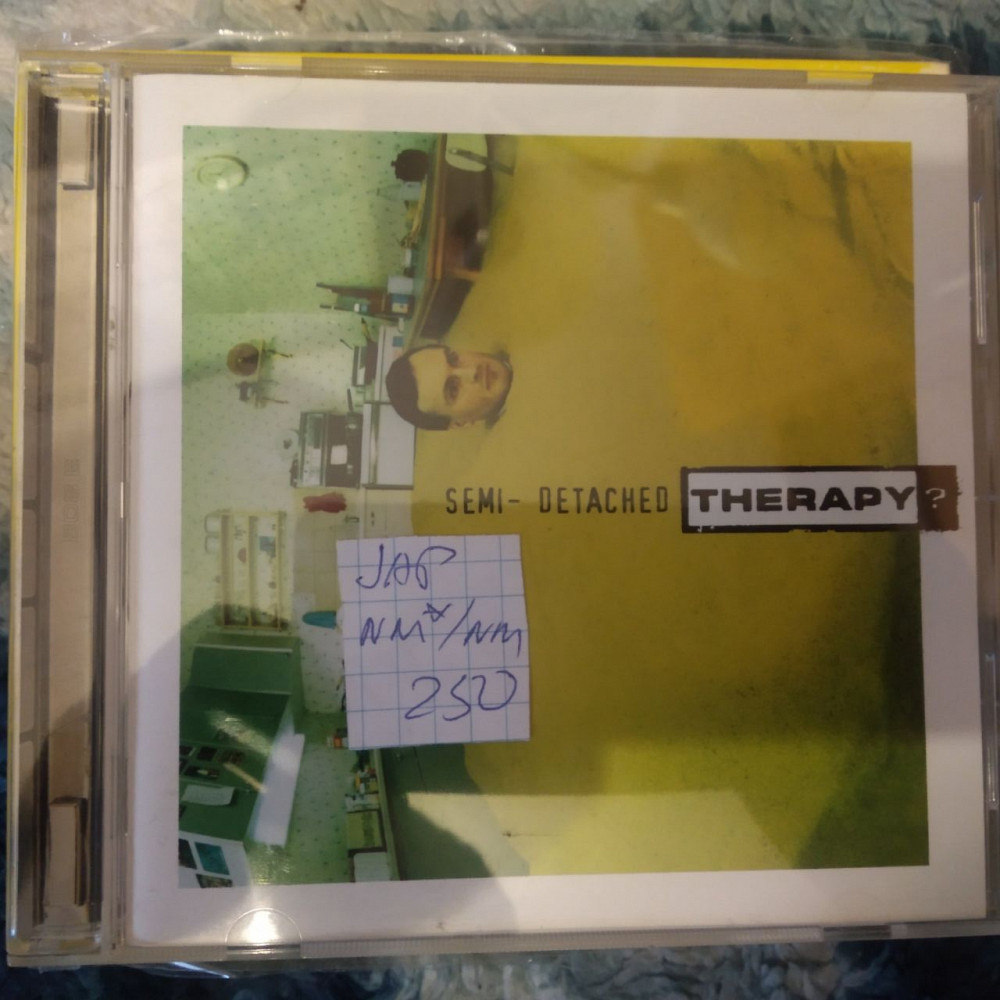 SEMI- DETACHED THERAPY?
JAP
NM*/NM
250